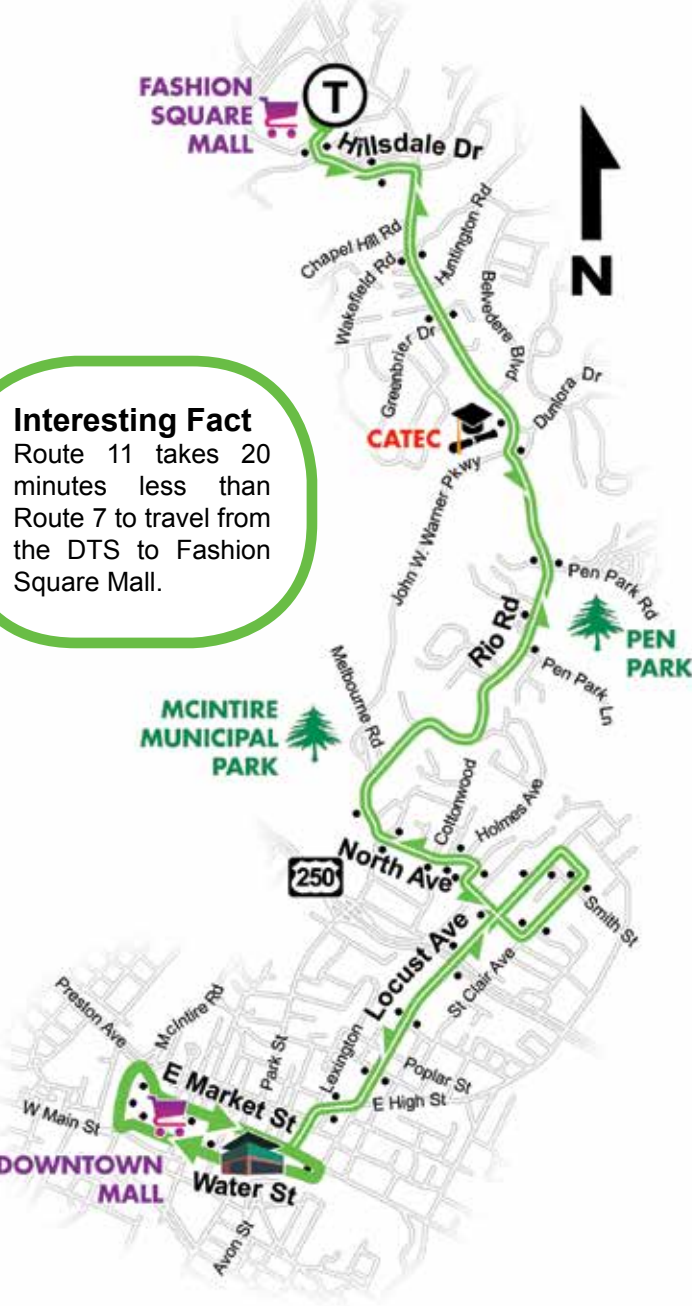 FASHION
SQUARE
MALL
T
Hillsdale Dr
N
Chapel Hill Rd
Wakefield Rd
Huntington Rd
Greenbrier Dr
Belvedere Blvd
Dunlora Dr
CATEC
John W. Warner Pkwy
Interesting Fact
Route 11 takes 20
minutes less than
Route 7 to travel from
the DTS to Fashion
Square Mall.
Pen Park Rd
Rio Rd
PEN
PARK
Pen Park Ln
Melbourne Rd
MCINTIRE
MUNICIPAL
PARK
Cottonwood
Holmes Ave
North Ave
250
Smith St
Locust Ave
St Clair Ave
Preston Ave
McIntire Rd
Park St
Lexington
Poplar St
E High St
E Market St
W Main St
DOWNTOWN
MALL
Water St
Avon St